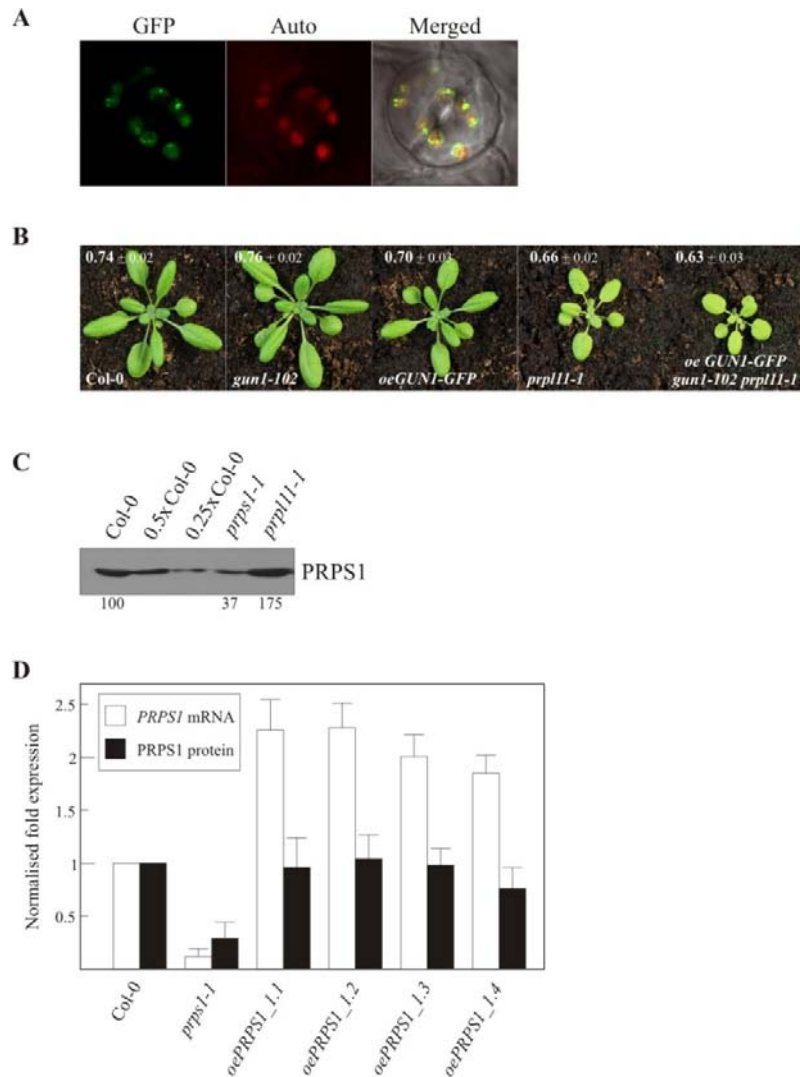 A
GFP Auto Merged
B
0.74 ± 0.02 0.76 ± 0.02 0.70 ± 0.03 0.66 ± 0.02 0.63 ± 0.03
oe GUN1-GFP
Col-0 gun1-102 oeGUN1-GFP prpl11-1 gun1-102 prpl11-1
C
Col-0 0.5x Col-0 0.25x Col-0 prps1-1 prpl11-1
PRPS1
100 37 175
D
Normalised fold expression
2.5
2
1.5
1
0.5
PRPS1 mRNA
PRPS1 protein
Col-0 prps1-1 oePRPS1_1.1 oePRPS1_1.2 oePRPS1_1.3 oePRPS1_1.4